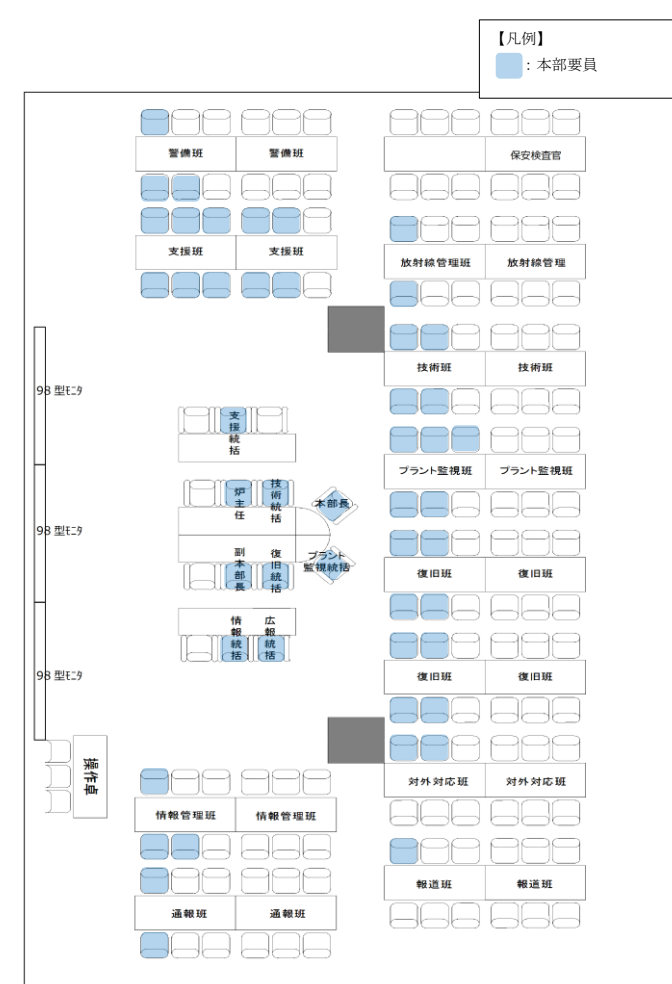 【凡例】
：本部要員
警備班 警備班
保安検査官
支援班 支援班
放射線管理班 放射線管理
技術班 技術班
98 型ﾓﾆﾀ
支援統括
プラント監視班 プラント監視班
炉主任 技術統括 本部長
98 型ﾓﾆﾀ
副本部長 復旧統括 プラント監視統括
復旧班 復旧班
情報統括 広報統括
98 型ﾓﾆﾀ
復旧班 復旧班
操作卓
対外対応班 対外対応班
情報管理班 情報管理班
報道班 報道班
通報班 通報班